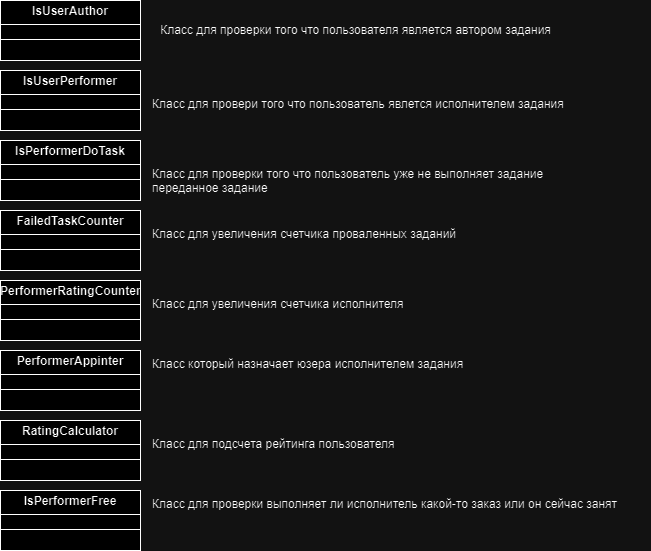 IsUserAuthor
Класс для проверки того что пользователя является автором задания
IsUserPerformer
Класс для провери того что пользователь явлется исполнителем задания
IsPerformerDoTask
Класс для проверки того что пользователь уже не выполняет задание
переданное задание
FailedTaskCounter
Класс для увеличения счетчика проваленных заданий
PerformerRatingCounter
Класс для увеличения счетчика исполнителя
PerformerAppinter
Класс который назначает юзера исполнителем задания
RatingCalculator
Класс для подсчета рейтинга пользователя
IsPerformerFree
Класс для проверки выполняет ли исполнитель какой-то заказ или он сейчас занят